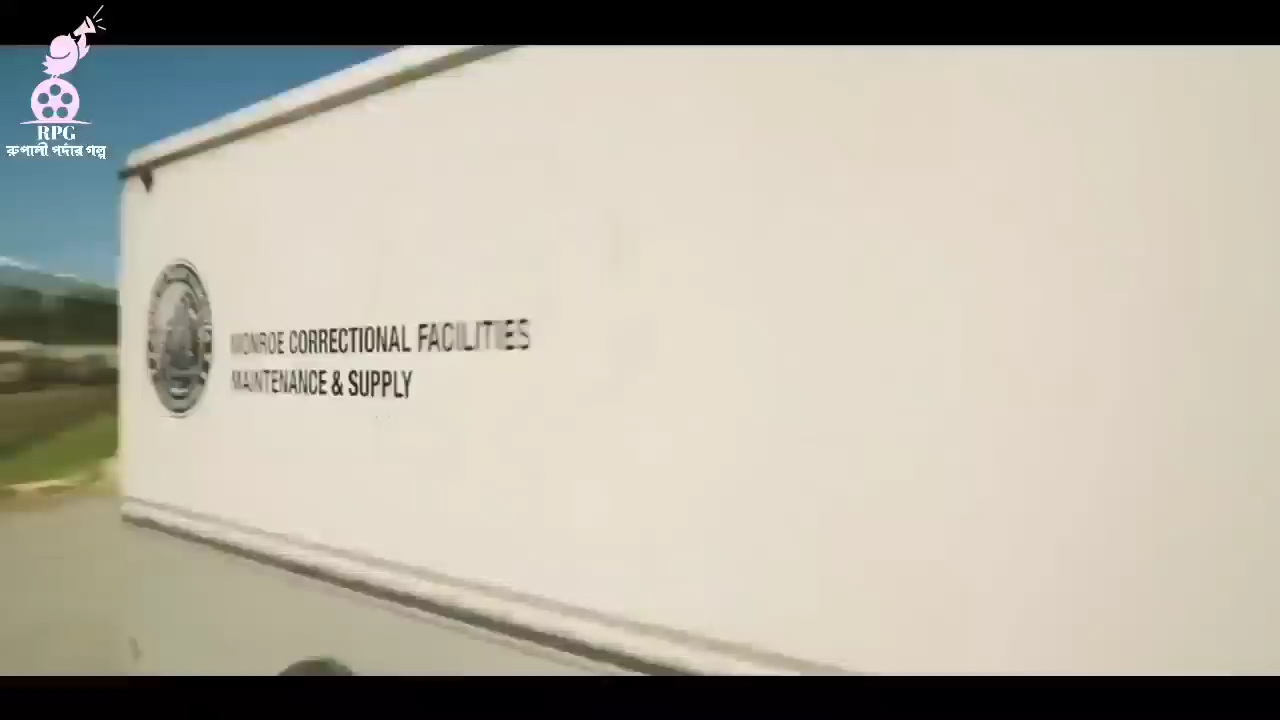 RPG
রুপালী পর্দার গল্প
MONROE CORRECTIONAL FACILITIES
MAINTENANCE & SUPPLY